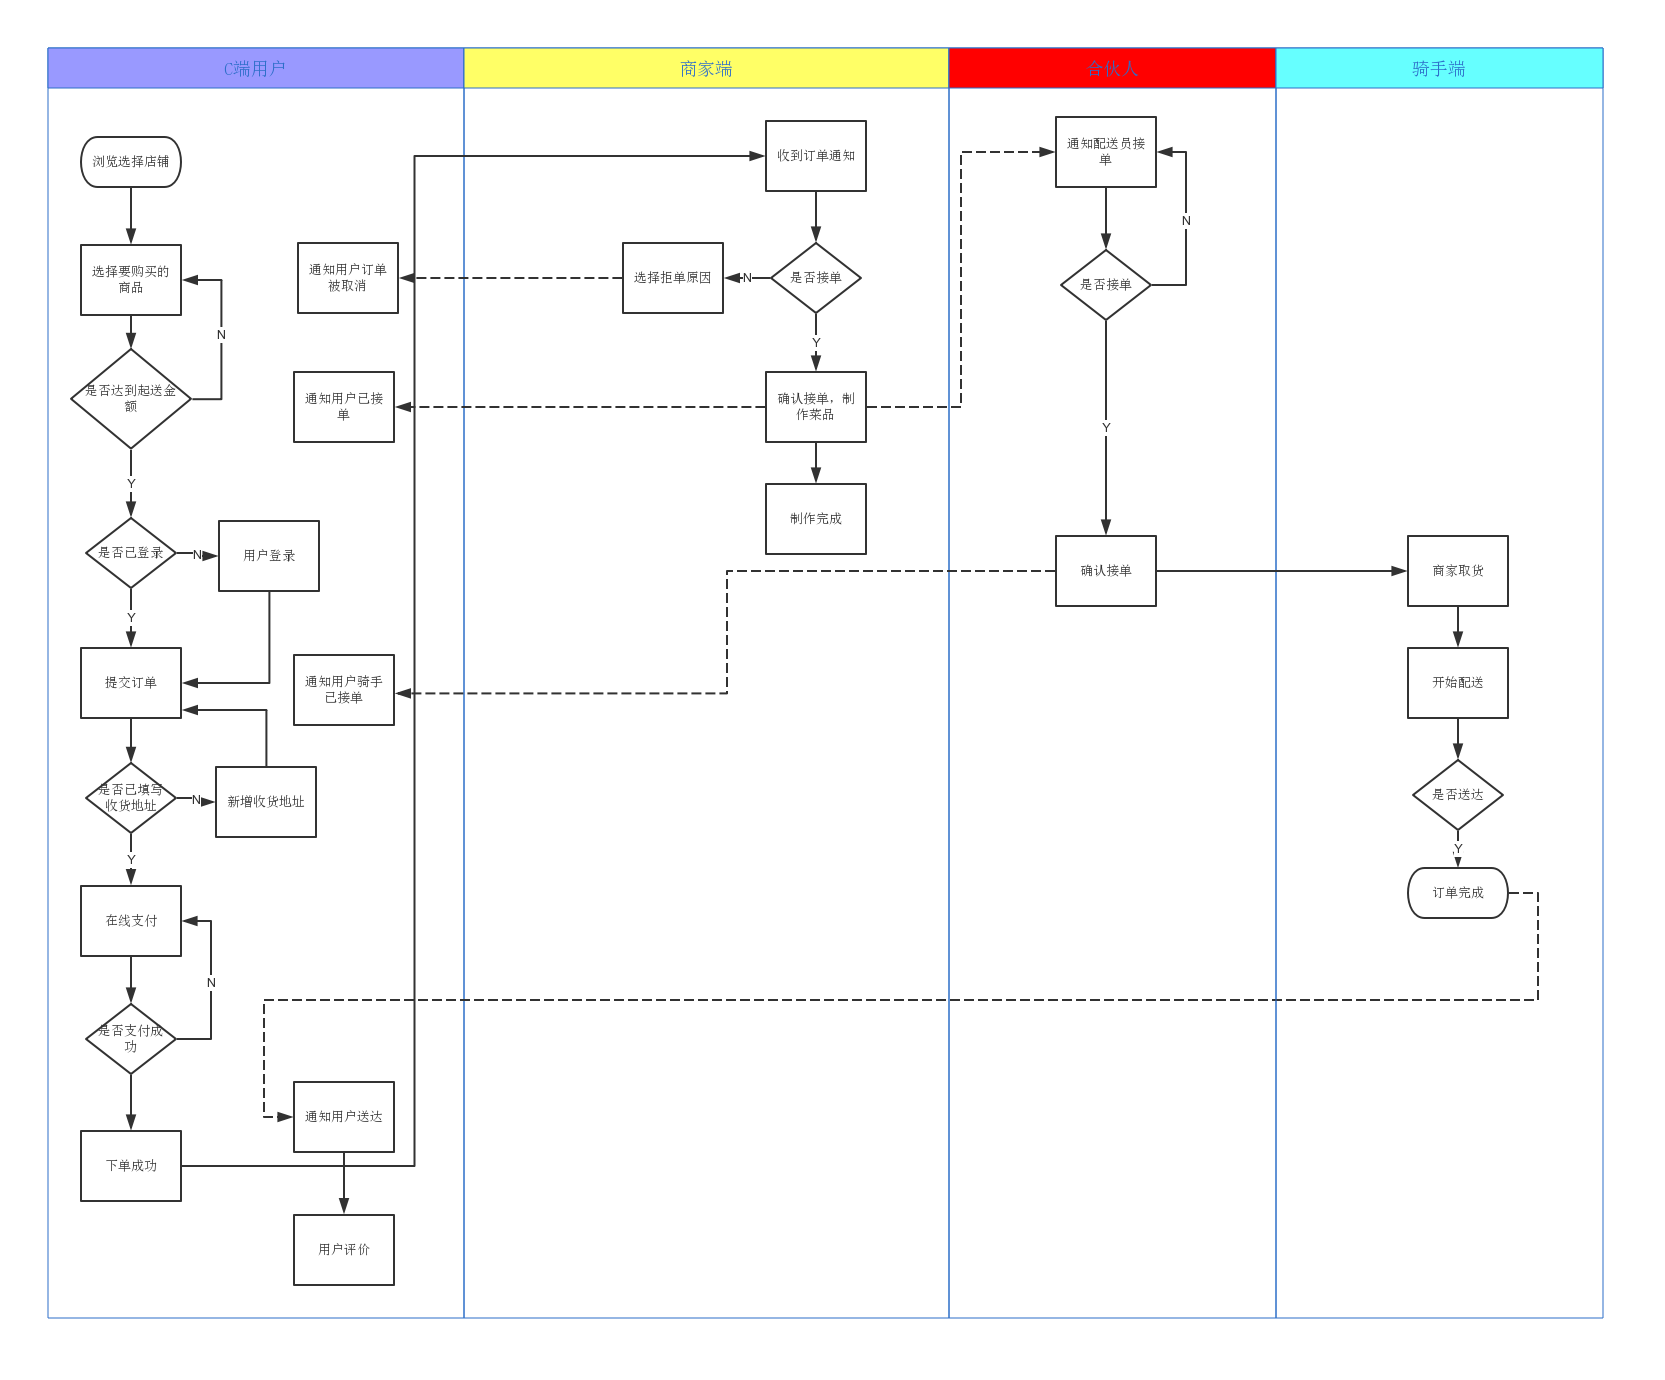 C端用户
商家端
合伙人
骑手端
浏览选择店铺
选择要购买的
商品
N
是否达到起送金
额
Y
是否已登录
N
用户登录
Y
提交订单
是否已填写
收货地址
N
新增收货地址
Y
在线支付
N
是否支付成
功
下单成功
通知用户订单
被取消
通知用户已接
单
通知用户骑手
已接单
通知用户送达
用户评价
收到订单通知
是否接单
N
选择拒单原因
Y
确认接单，制
作菜品
制作完成
通知配送员接
单
N
是否接单
Y
确认接单
商家取货
开始配送
是否送达
Y
订单完成